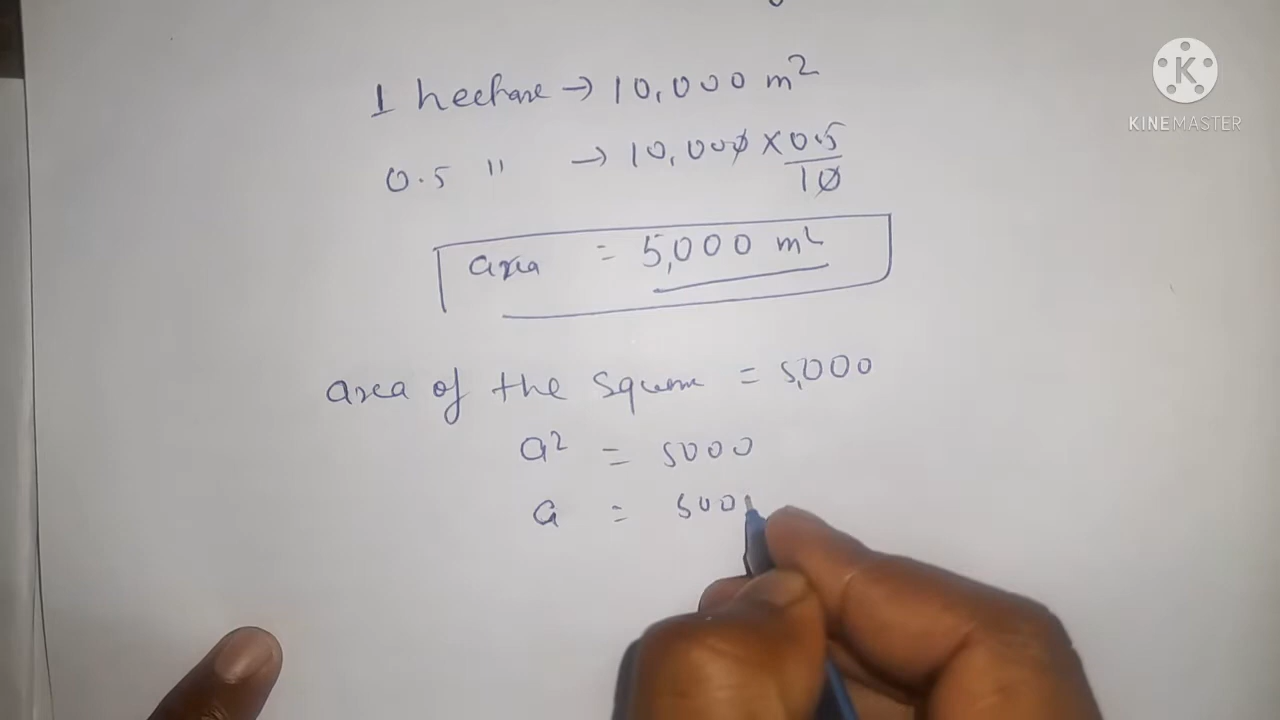 1 hectare → 10,000 m²
0.5 " → 10,000 × 0.5/10
area = 5,000 m²
area of the square = 5,000
a² = 5000
a = 500
K
KINEMASTER